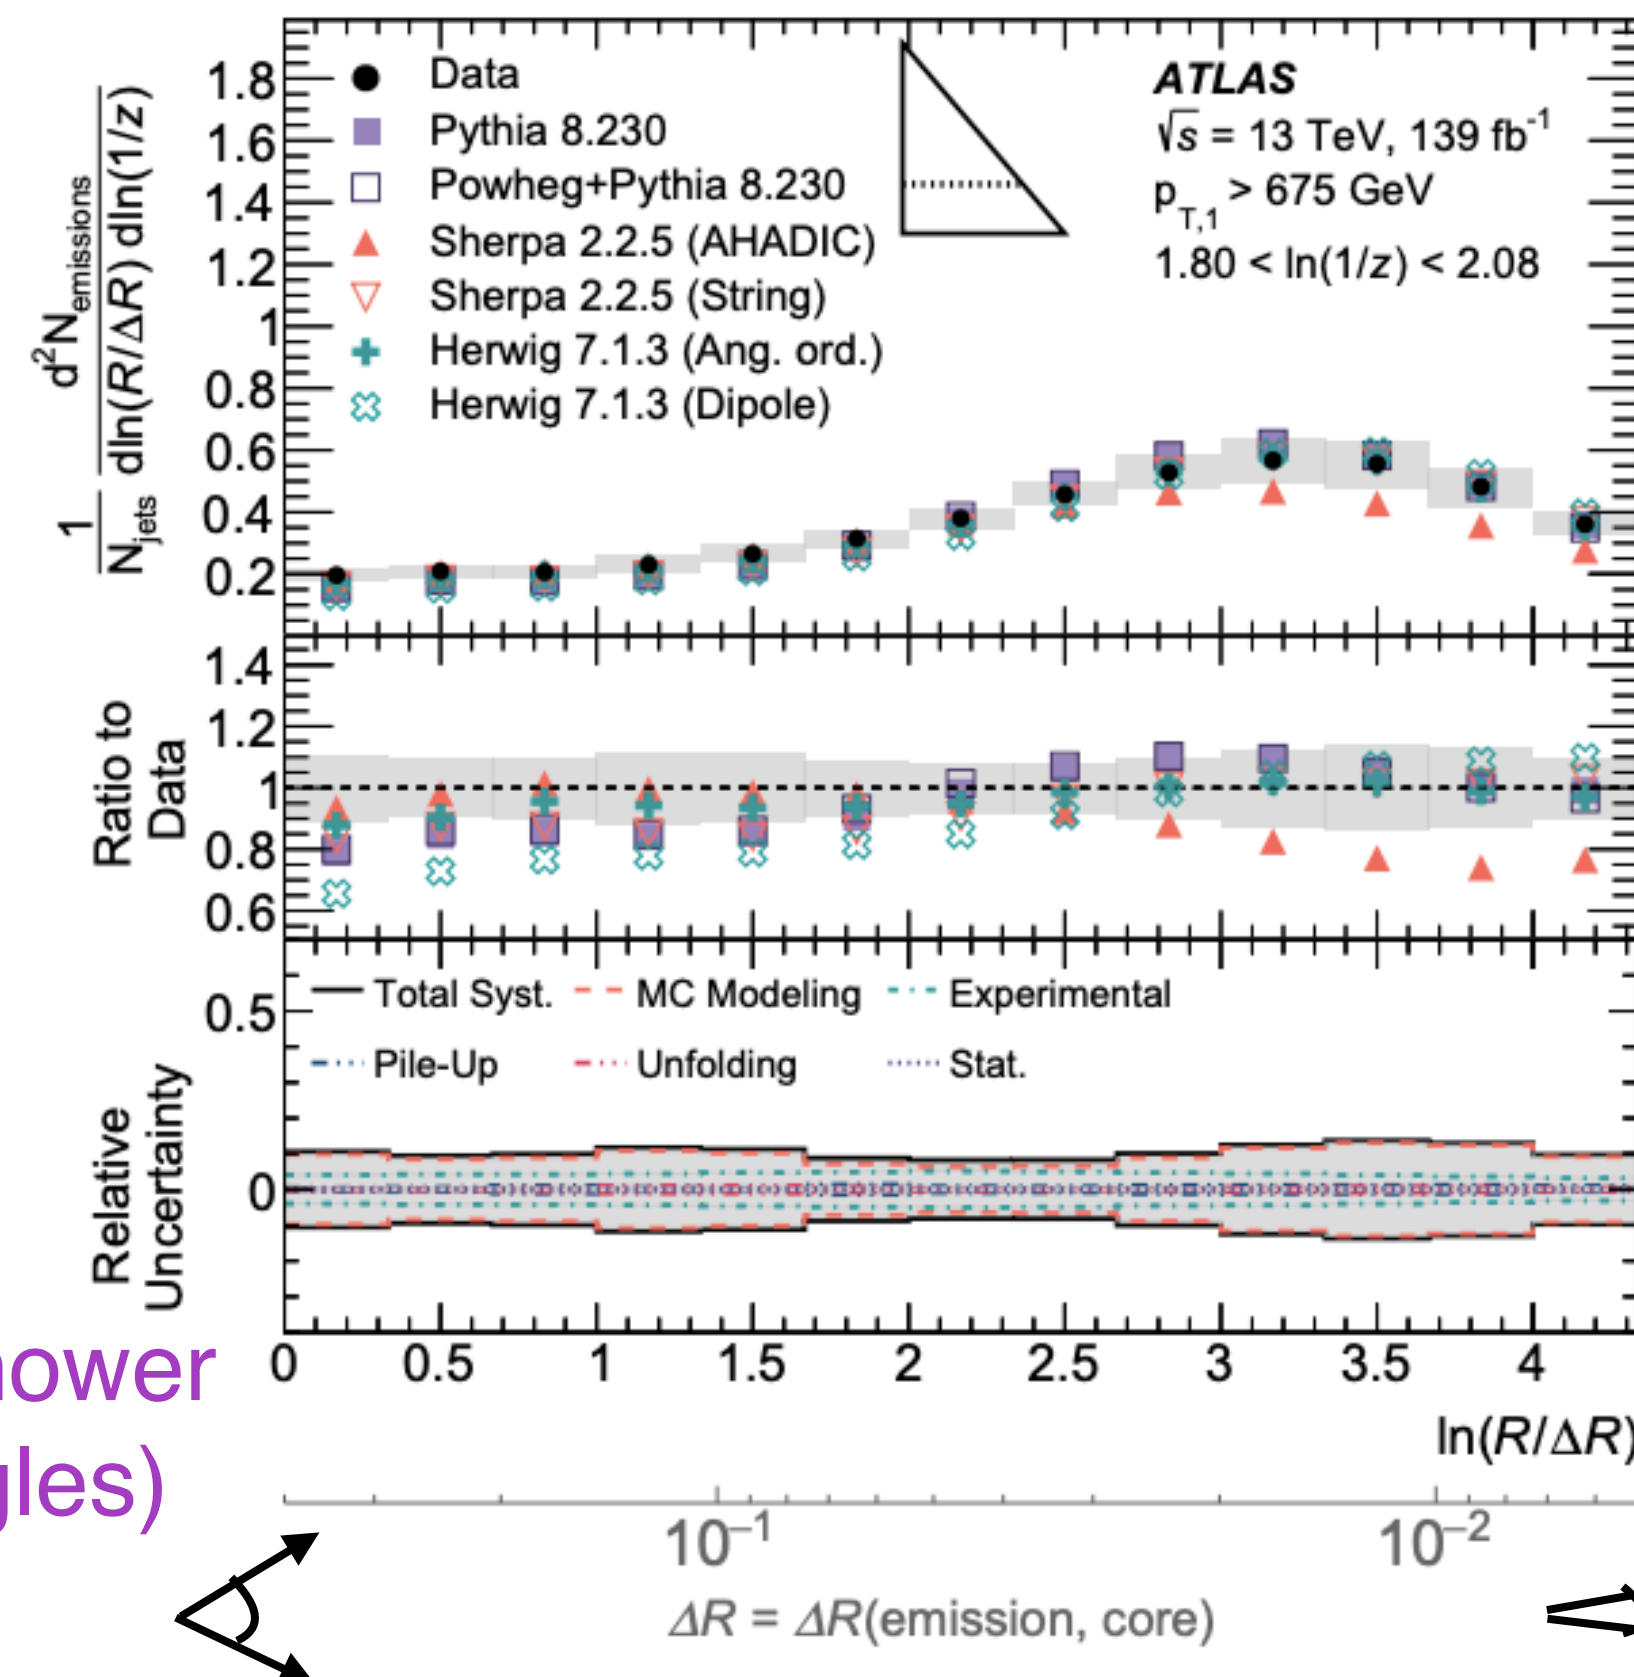 1/N_jets d²N_emissions / dln(R/ΔR) dln(1/z)
1.8
1.6
1.4
1.2
1
0.8
0.6
0.4
0.2
Data
Pythia 8.230
Powheg+Pythia 8.230
Sherpa 2.2.5 (AHADIC)
Sherpa 2.2.5 (String)
Herwig 7.1.3 (Ang. ord.)
Herwig 7.1.3 (Dipole)
ATLAS
√s = 13 TeV, 139 fb⁻¹
p_T,1 > 675 GeV
1.80 < ln(1/z) < 2.08
Ratio to
Data
1.4
1.2
1
0.8
0.6
Relative
Uncertainty
0.5
0
Total Syst. MC Modeling Experimental
Pile-Up Unfolding Stat.
0 0.5 1 1.5 2 2.5 3 3.5 4
ln(R/ΔR)
ower
gles)
10⁻¹ 10⁻²
ΔR = ΔR(emission, core)